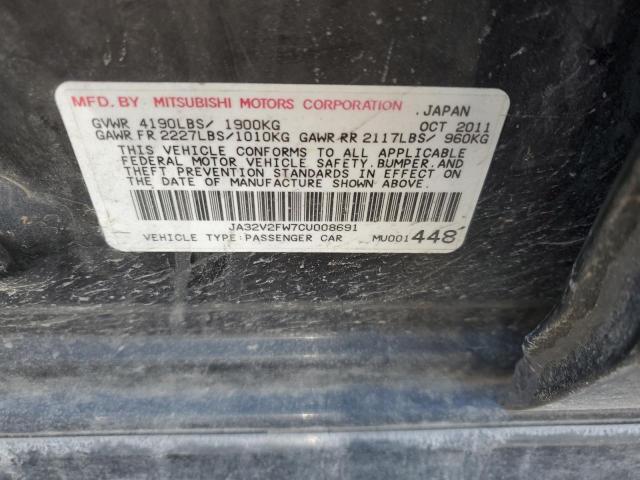 MFD. BY MITSUBISHI MOTORS CORPORATION .JAPAN
GVWR 4190LBS/ 1900KG OCT 2011
GAWR FR 2227LBS/1010KG GAWR RR 2117LBS/ 960KG
THIS VEHICLE CONFORMS TO ALL APPLICABLE
FEDERAL MOTOR VEHICLE SAFETY, BUMPER, AND
THEFT PREVENTION STANDARDS IN EFFECT ON
THE DATE OF MANUFACTURE SHOWN ABOVE.
JA32V2FW7CU008691
VEHICLE TYPE:PASSENGER CAR MU001448